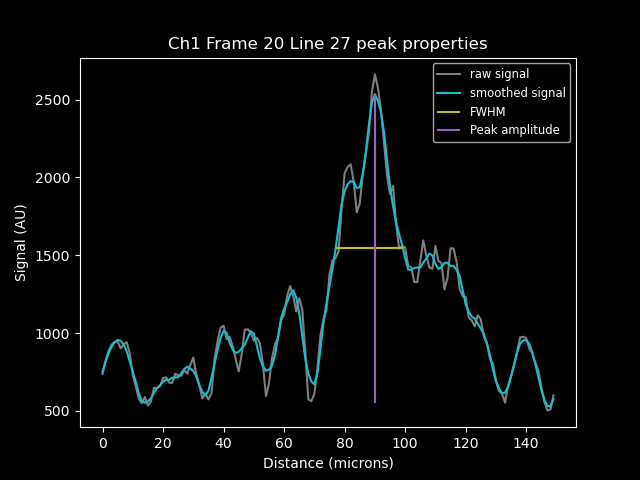 Ch1 Frame 20 Line 27 peak properties
raw signal
smoothed signal
FWHM
Peak amplitude
Signal (AU)
2500
2000
1500
1000
500
0 20 40 60 80 100 120 140
Distance (microns)